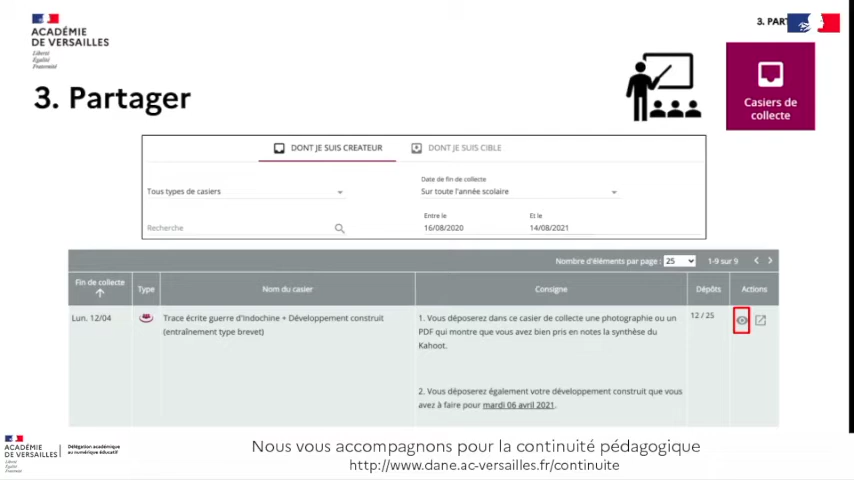 ACADÉMIE
DE VERSAILLES
Liberté
Égalité
Fraternité
3. PART
3. Partager
Casiers de
collecte
DONT JE SUIS CREATEUR
DONT JE SUIS CIBLE
Tous types de casiers
Date de fin de collecte
Sur toute l'année scolaire
Recherche
Entre le
16/08/2020
Et le
14/08/2021
Nombre d'éléments par page : 25 1-9 sur 9
Fin de collecte
Type
Nom du casier
Consigne
Dépôts
Actions
Lun. 12/04
Trace écrite guerre d'Indochine + Développement construit
(entraînement type brevet)
1. Vous déposerez dans ce casier de collecte une photographie ou un
PDF qui montre que vous avez bien pris en notes la synthèse du
Kahoot.
2. Vous déposerez également votre développement construit que vous
avez à faire pour mardi 06 avril 2021.
12 / 25
ACADÉMIE
DE VERSAILLES
Liberté
Égalité
Fraternité
Délégation académique
au numérique éducatif
Nous vous accompagnons pour la continuité pédagogique
http://www.dane.ac-versailles.fr/continuite